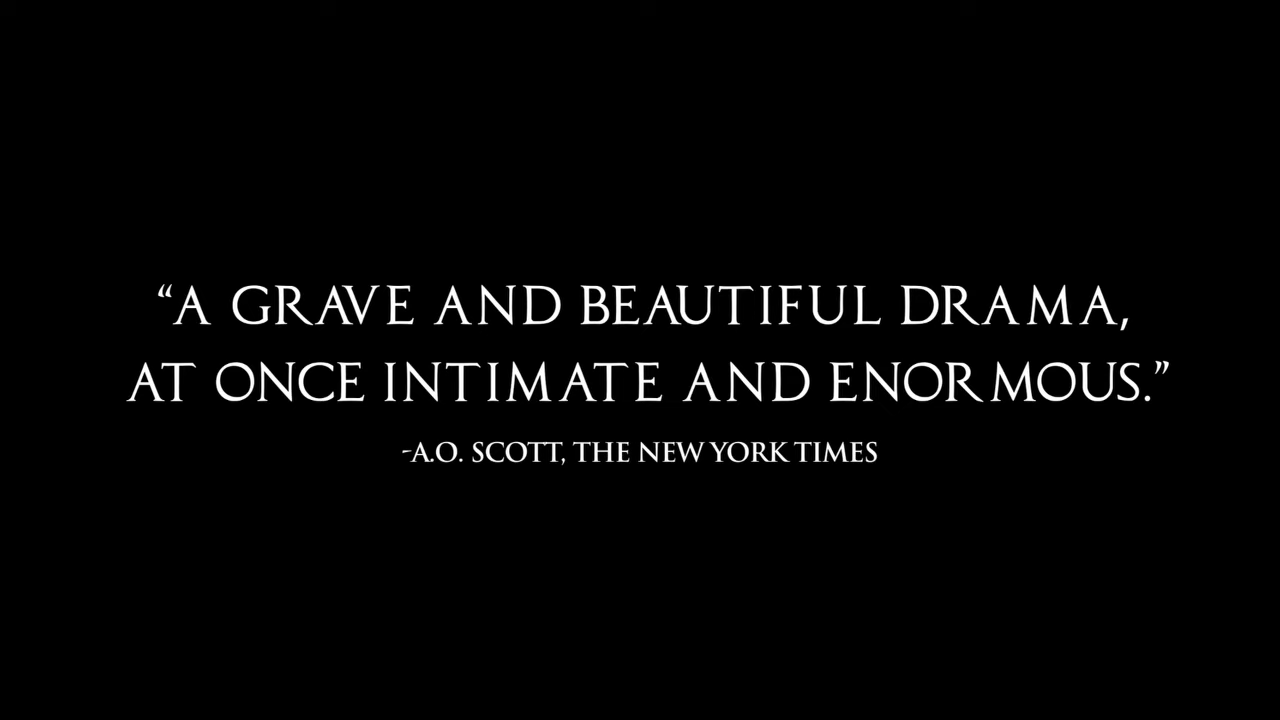 “A GRAVE AND BEAUTIFUL DRAMA,
AT ONCE INTIMATE AND ENORMOUS.”
-A.O. SCOTT, THE NEW YORK TIMES